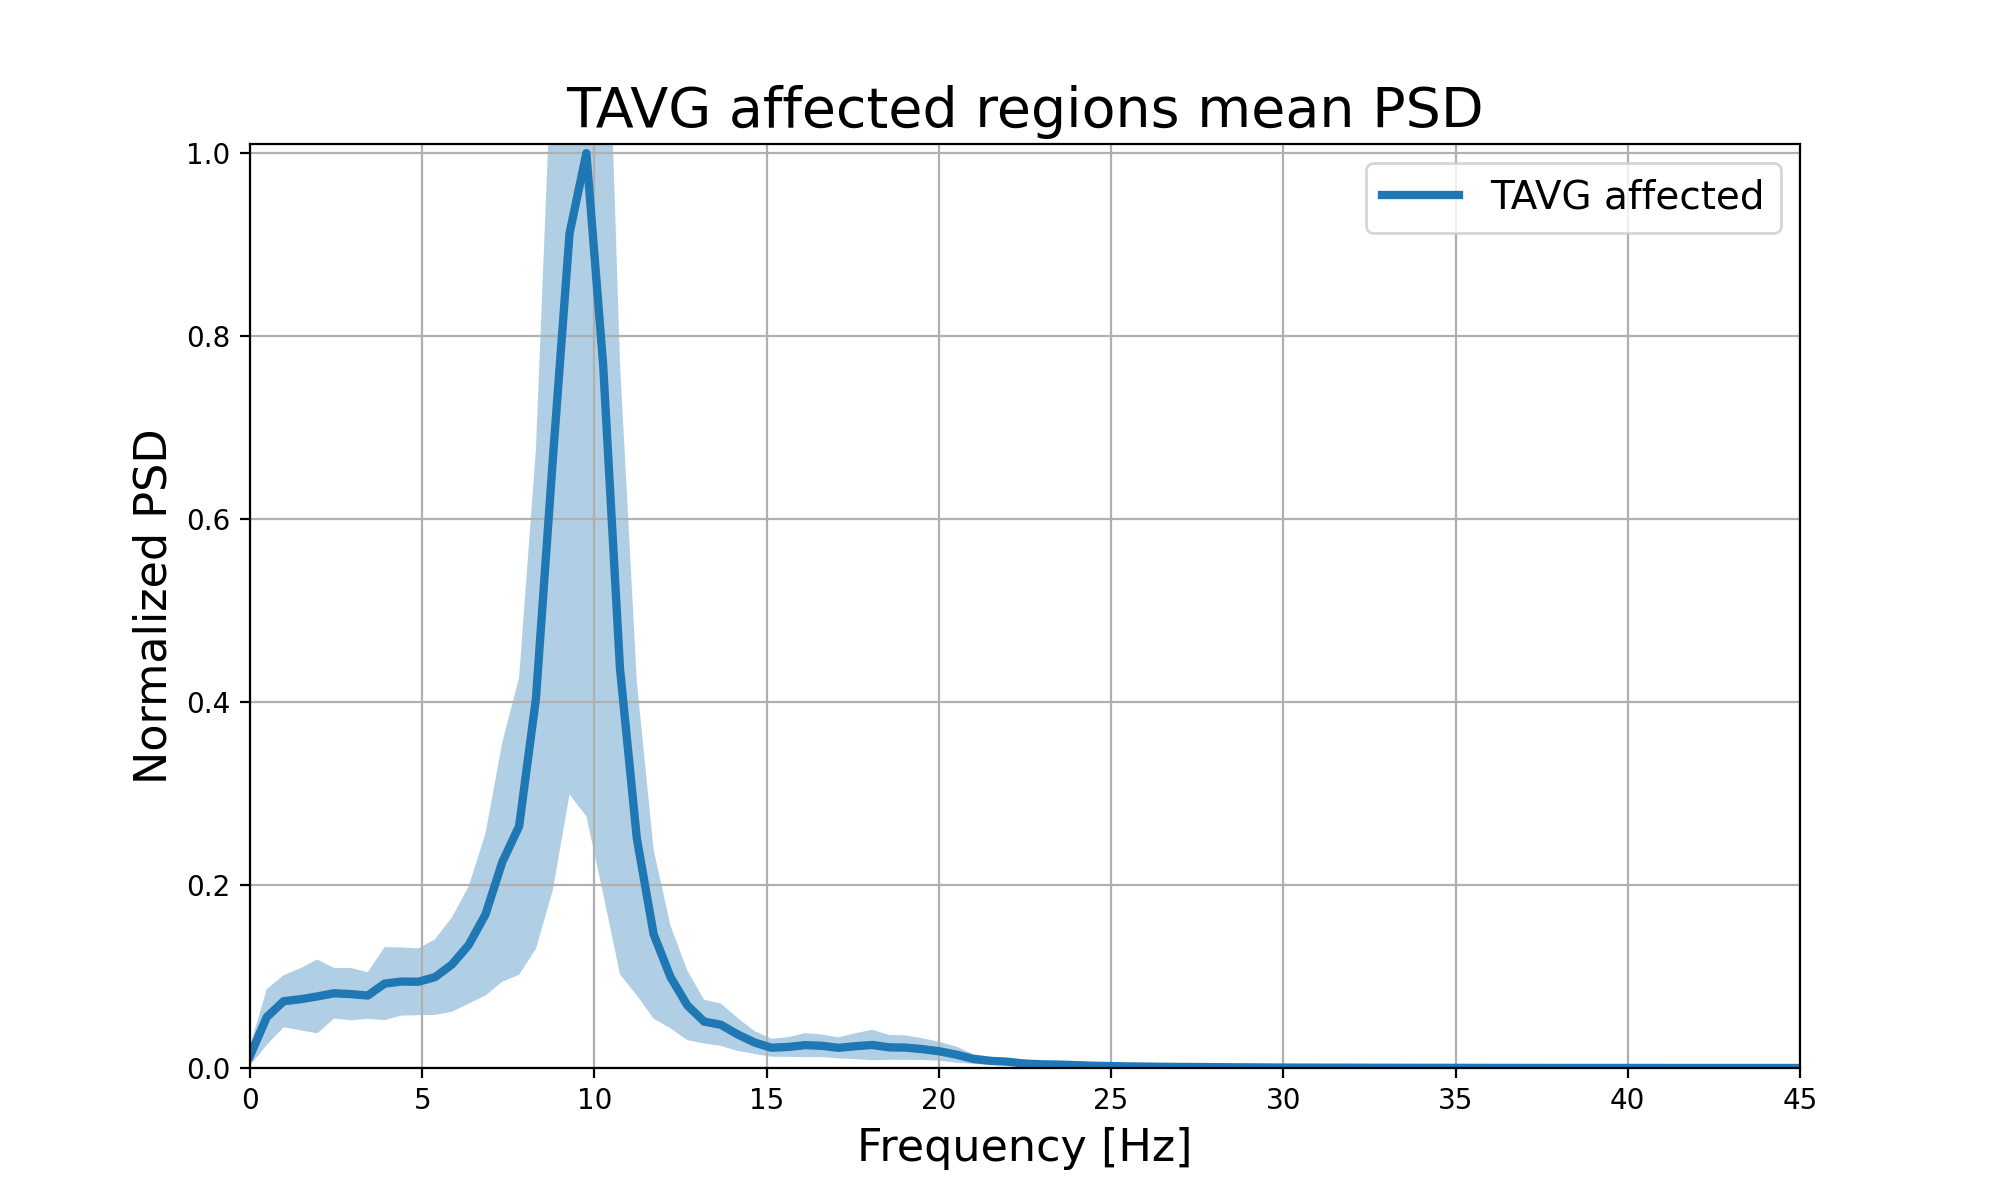 TAVG affected regions mean PSD
TAVG affected
1.0
0.8
0.6
0.4
0.2
0.0
Normalized PSD
0 5 10 15 20 25 30 35 40 45
Frequency [Hz]